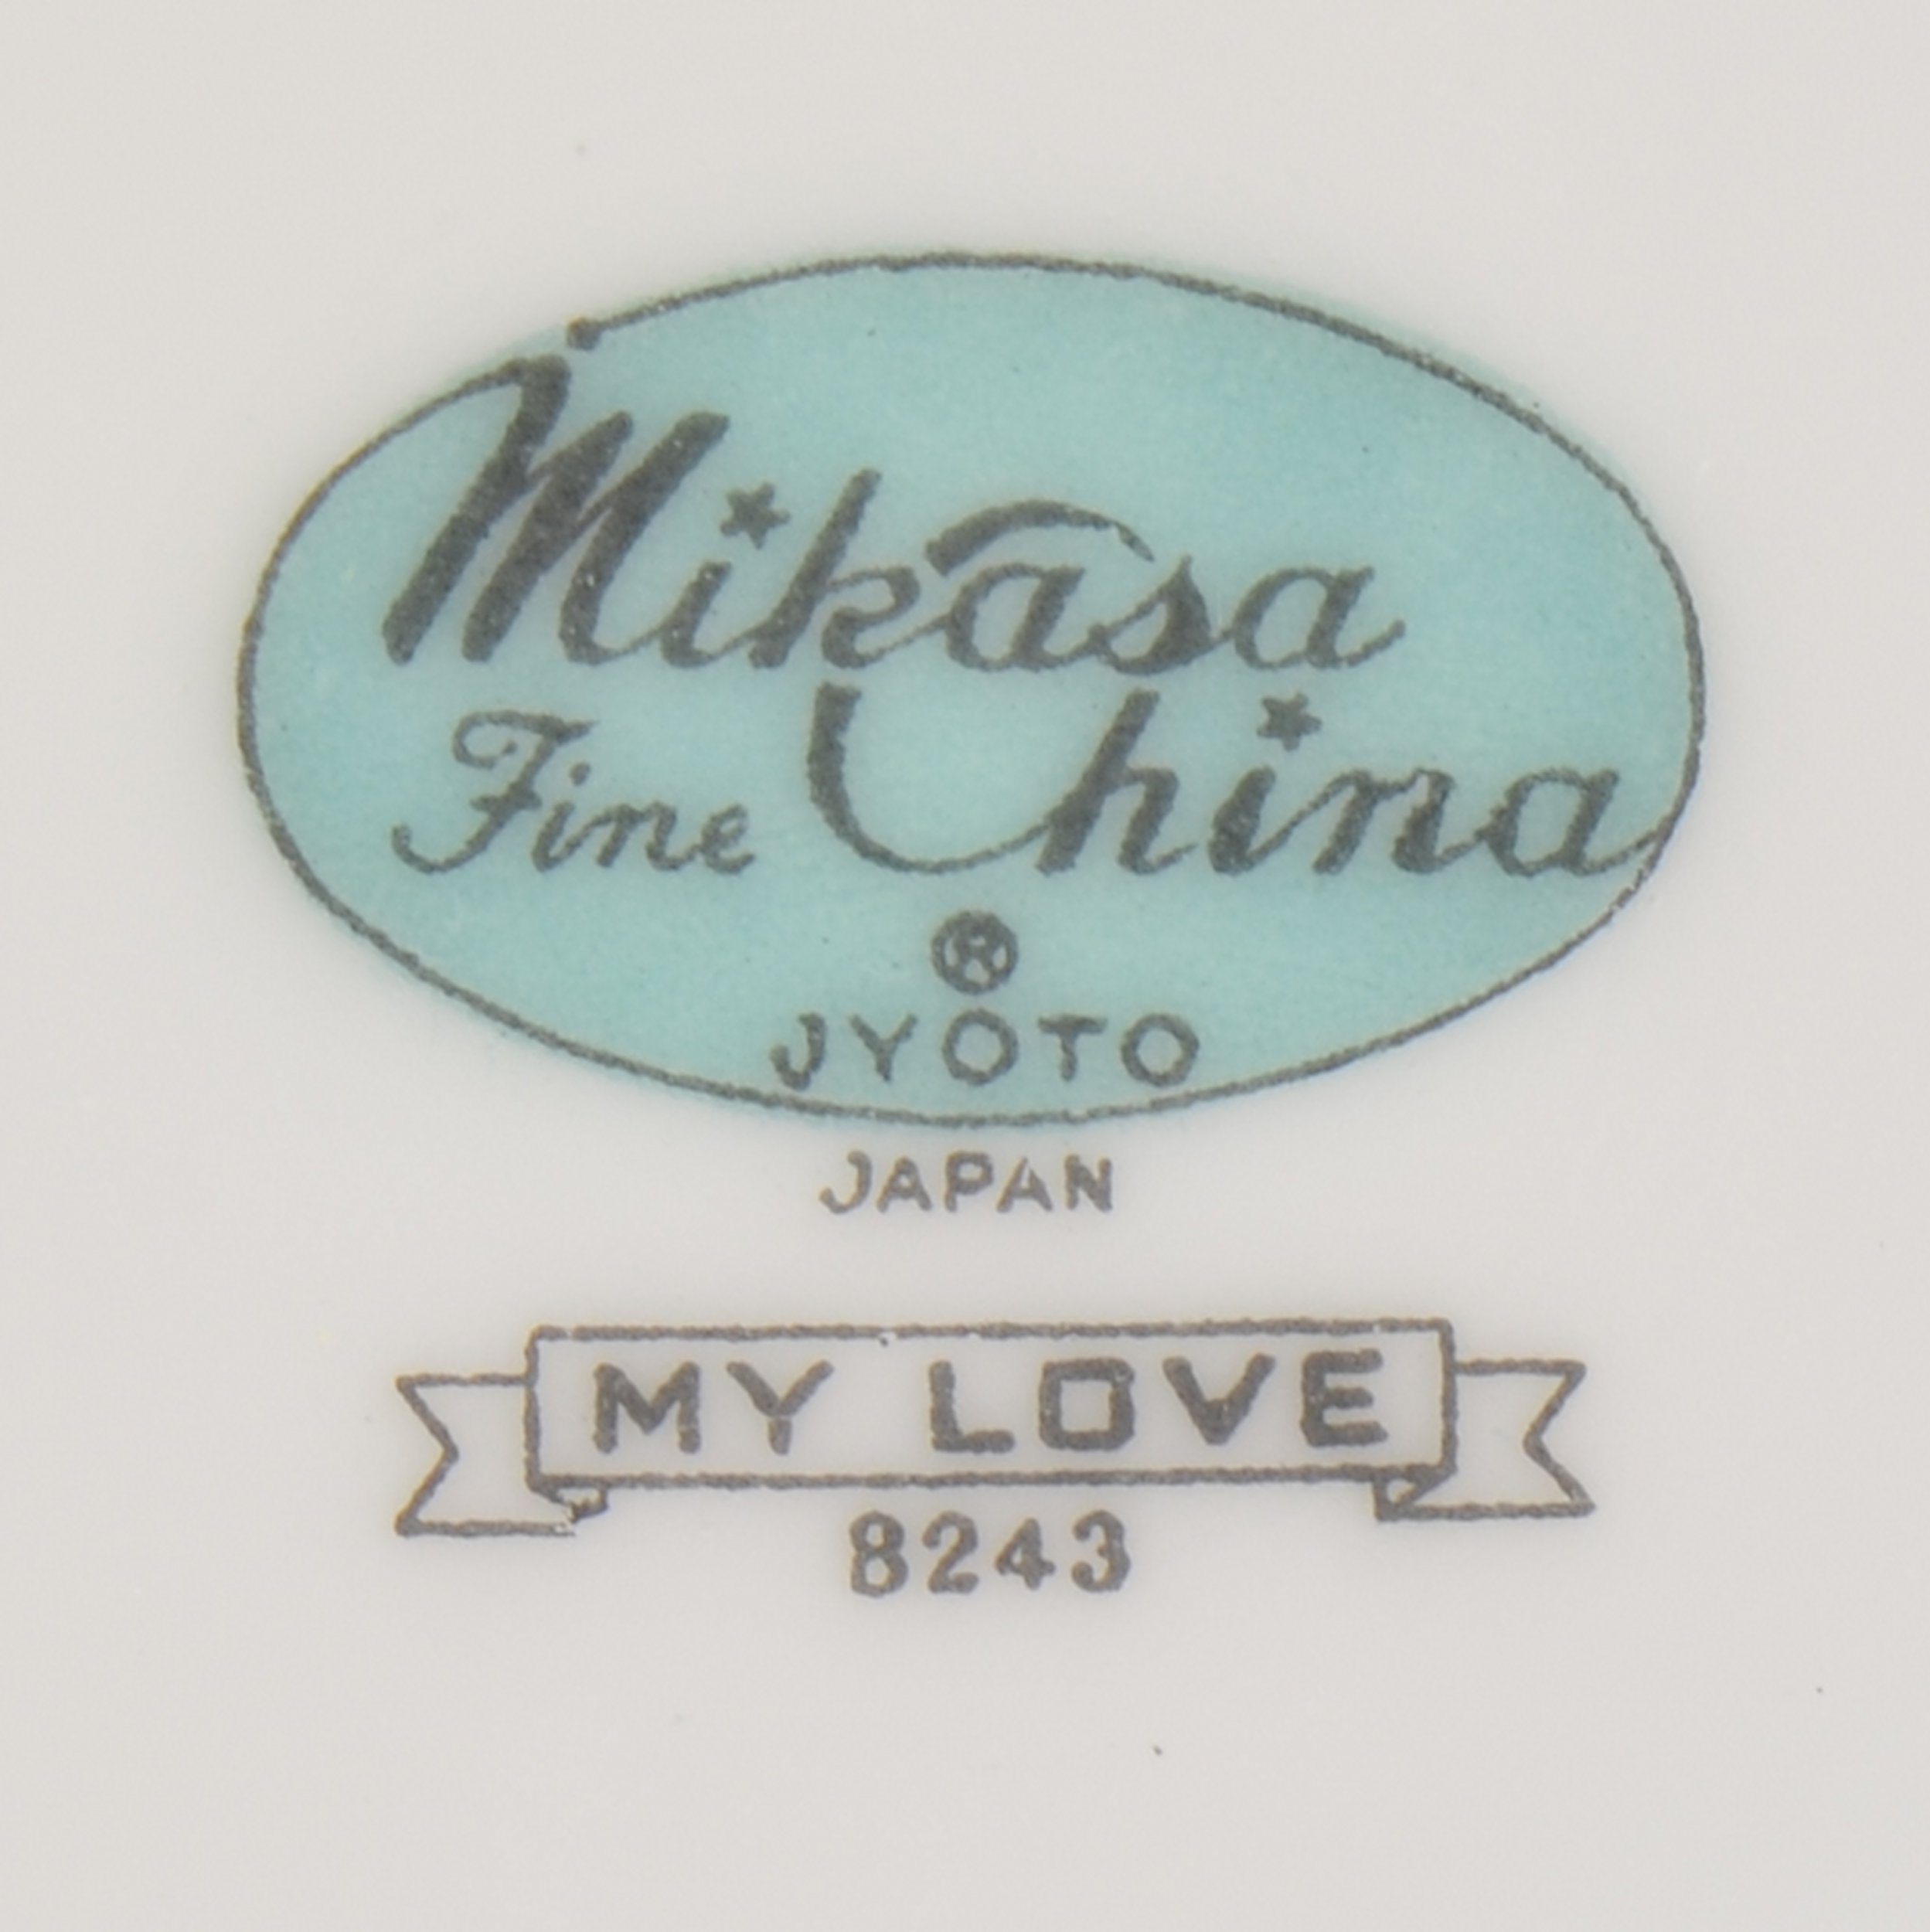 Mikasa
Fine China
®
JYOTO
JAPAN
MY LOVE
8243